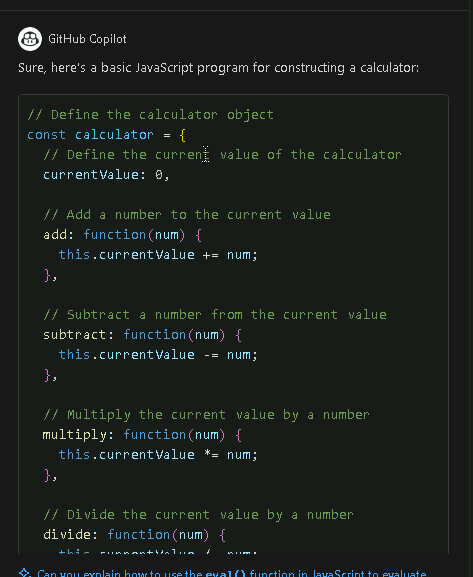 GitHub Copilot
Sure, here's a basic JavaScript program for constructing a calculator:
// Define the calculator object
const calculator = {
  // Define the current value of the calculator
  currentValue: 0,
  // Add a number to the current value
  add: function(num) {
    this.currentValue += num;
  },
  // Subtract a number from the current value
  subtract: function(num) {
    this.currentValue -= num;
  },
  // Multiply the current value by a number
  multiply: function(num) {
    this.currentValue *= num;
  },
  // Divide the current value by a number
  divide: function(num) {
    this.currentValue /= num;
Can you explain how to use the eval() function in JavaScript to evaluate